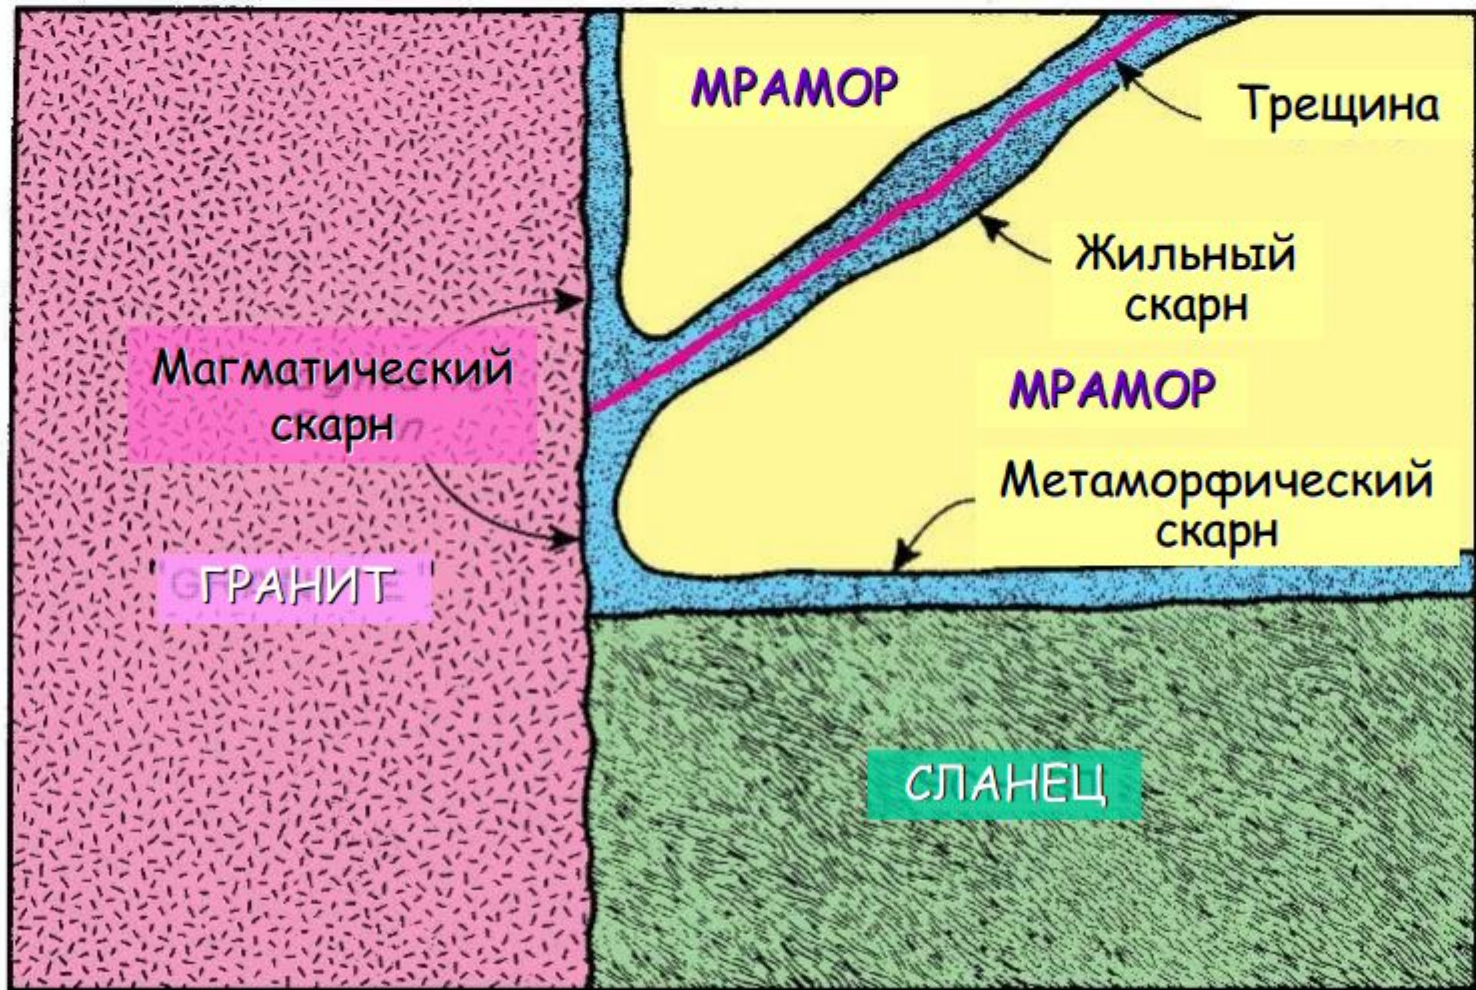 МРАМОР
Трещина
Жильный
скарн
Магматический
скарн
МРАМОР
Метаморфический
скарн
ГРАНИТ
СЛАНЕЦ